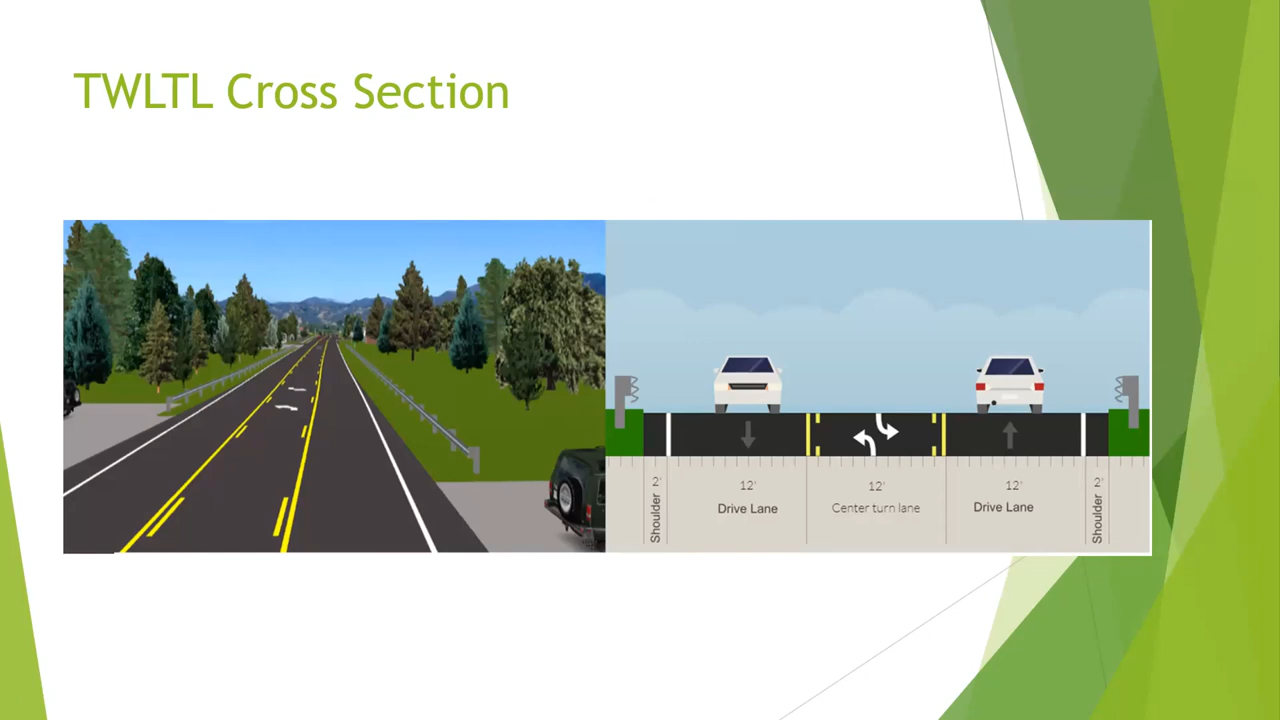 TWLTL Cross Section
2' 12' 12' 12' 2'
Shoulder Drive Lane Center turn lane Drive Lane Shoulder